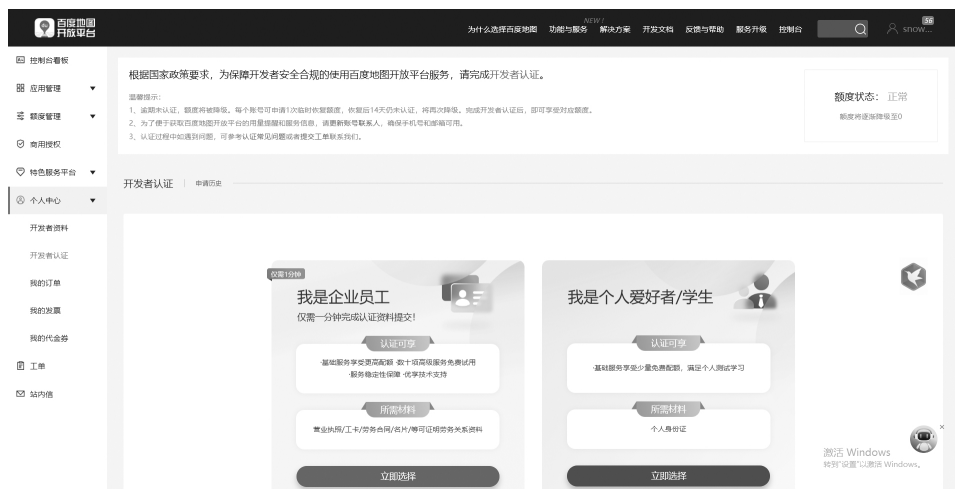 百度地图
开放平台
为什么选择百度地图 功能与服务 NEW! 解决方案 开发文档 反馈与帮助 服务升级 控制台
56
snow...
控制台看板
应用管理
额度管理
商用授权
特色服务平台
个人中心
开发者资料
开发者认证
我的订单
我的发票
我的代金券
工单
站内信
根据国家政策要求，为保障开发者安全合规的使用百度地图开放平台服务，请完成开发者认证。
温馨提示：
1、逾期未认证，额度将被降级。每个账号可申请1次临时恢复额度，恢复后14天仍未认证，将再次降级。完成开发者认证后，即可享受对应额度。
2、为了便于获取百度地图开放平台的用量提醒和服务信息，请更新账号联系人，确保手机号和邮箱可用。
3、认证过程中如遇到问题，可参考认证常见问题或者提交工单联系我们。
额度状态： 正常
额度将逐渐降级至0
开发者认证 | 申请历史
仅需1分钟
我是企业员工
仅需一分钟完成认证资料提交！
认证可享
·基础服务享受更高配额 ·数十项高级服务免费试用
·服务稳定性保障 ·优享技术支持
所需材料
营业执照/工卡/劳务合同/名片/等可证明劳务关系资料
立即选择
我是个人爱好者/学生
认证可享
·基础服务享受少量免费配额，满足个人测试学习
所需材料
个人身份证
立即选择
激活 Windows
转到"设置"以激活 Windows。